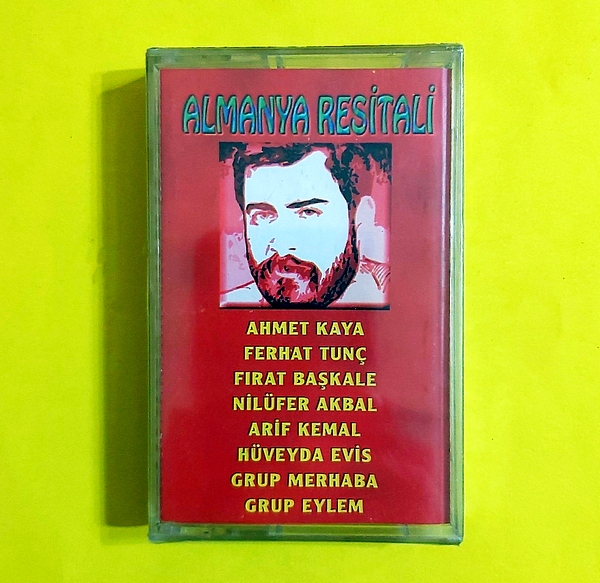 ALMANYA RESİTALİ
AHMET KAYA
FERHAT TUNÇ
FIRAT BAŞKALE
NİLÜFER AKBAL
ARİF KEMAL
HÜVEYDA EVİS
GRUP MERHABA
GRUP EYLEM